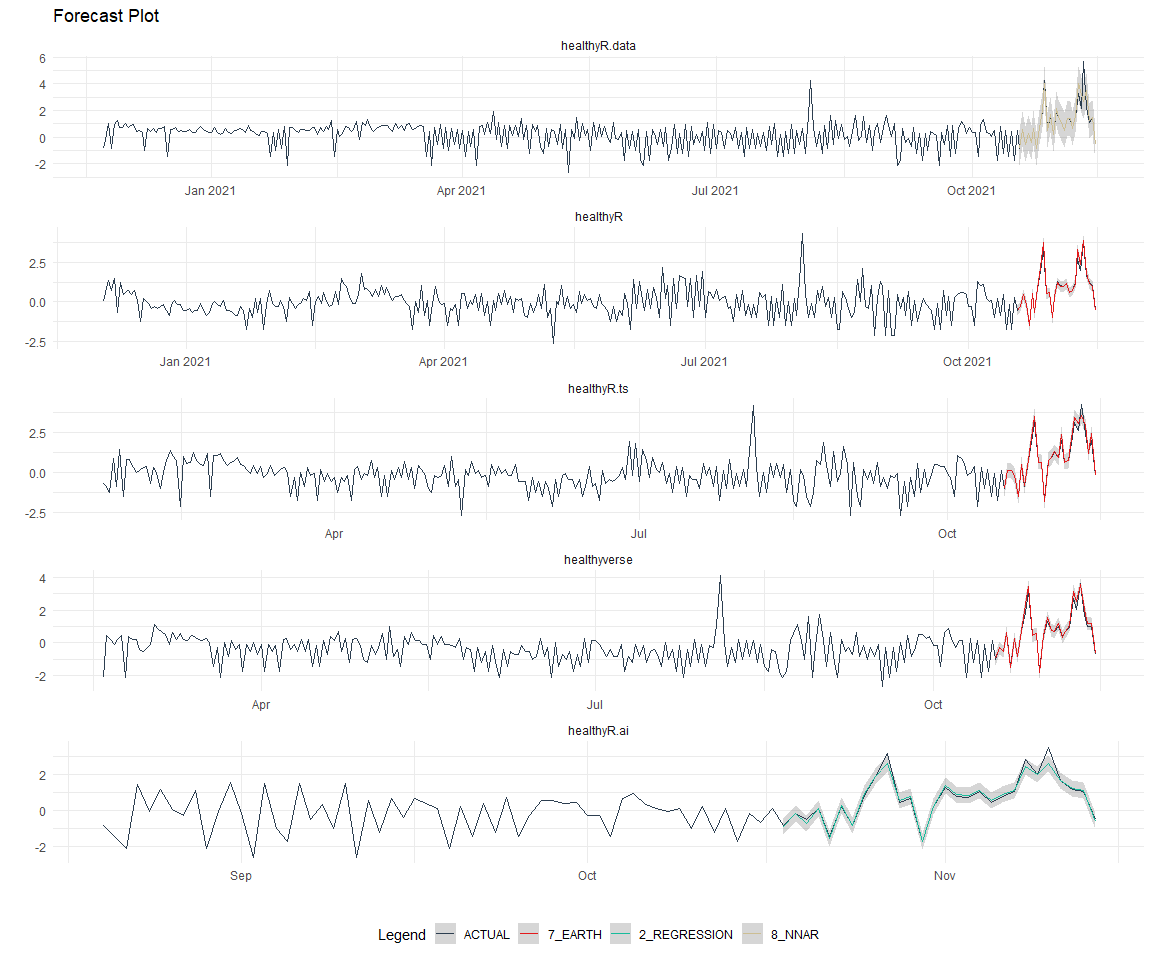 Forecast Plot
healthyR.data
6
4
2
0
-2
Jan 2021 Apr 2021 Jul 2021 Oct 2021
healthyR
2.5
0.0
-2.5
Jan 2021 Apr 2021 Jul 2021 Oct 2021
healthyR.ts
2.5
0.0
-2.5
Apr Jul Oct
healthyverse
4
2
0
-2
Apr Jul Oct
healthyR.ai
2
0
-2
Sep Oct Nov
Legend ACTUAL 7_EARTH 2_REGRESSION 8_NNAR